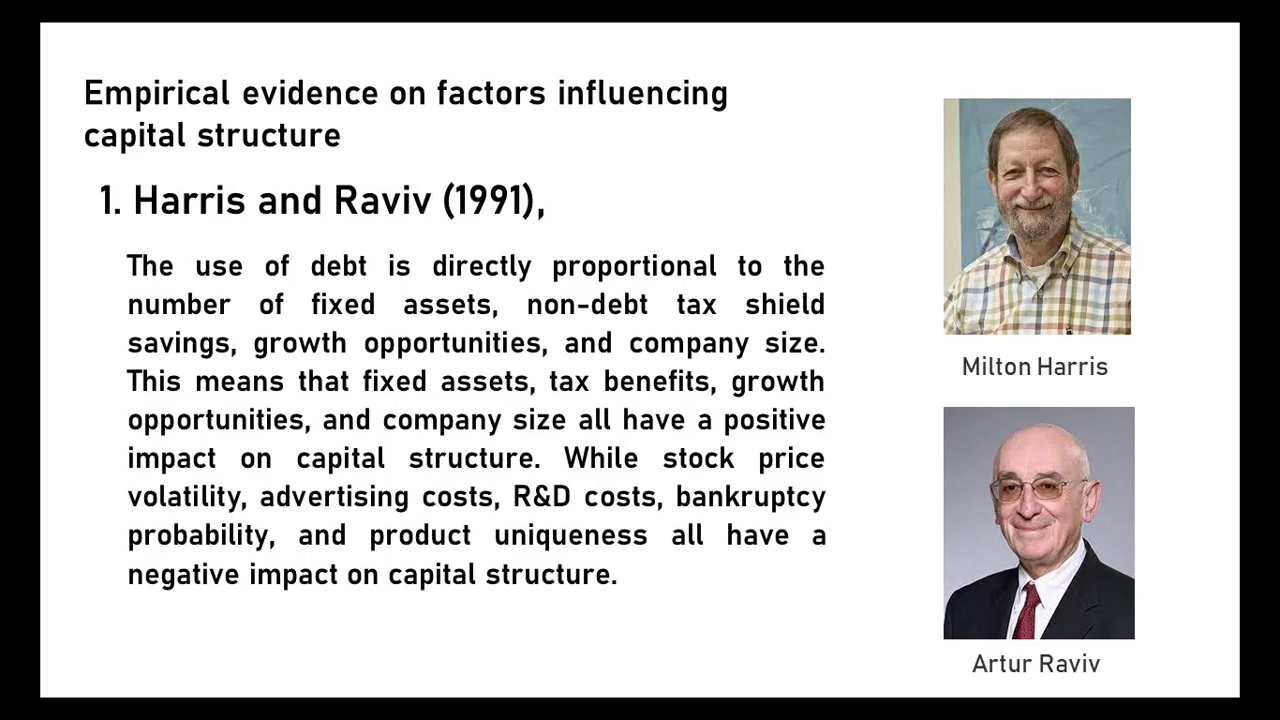 Empirical evidence on factors influencing
capital structure
1. Harris and Raviv (1991),
The use of debt is directly proportional to the
number of fixed assets, non-debt tax shield
savings, growth opportunities, and company size.
This means that fixed assets, tax benefits, growth
opportunities, and company size all have a positive
impact on capital structure. While stock price
volatility, advertising costs, R&D costs, bankruptcy
probability, and product uniqueness all have a
negative impact on capital structure.
Milton Harris
Artur Raviv